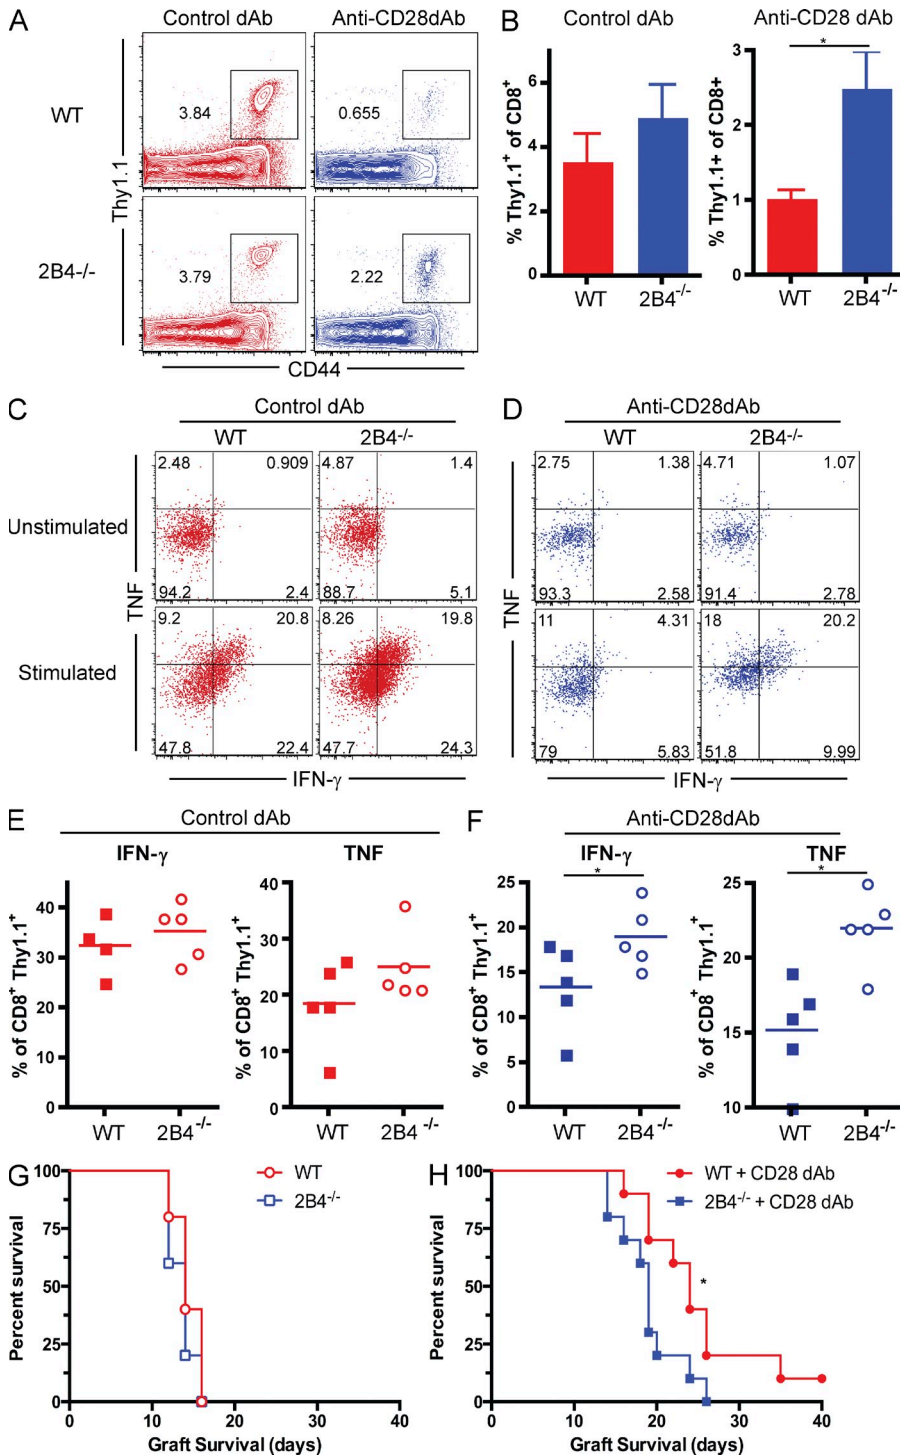 A
Control dAb
Anti-CD28dAb
WT
3.84
0.655
2B4-/-
3.79
2.22
Thy1.1
CD44
B
Control dAb
Anti-CD28 dAb
% Thy1.1⁺ of CD8⁺
6
4
2
0
WT
2B4⁻/⁻
% Thy1.1+ of CD8+
3
2
1
0
*
WT
2B4⁻/⁻
C
Control dAb
WT
2B4⁻/⁻
Unstimulated
2.48
0.909
94.2
2.4
4.87
1.4
88.7
5.1
TNF
Stimulated
9.2
20.8
47.8
22.4
8.26
19.8
47.7
24.3
IFN-γ
D
Anti-CD28dAb
WT
2B4⁻/⁻
2.75
1.38
93.3
2.58
4.71
1.07
91.4
2.78
TNF
11
4.31
79
5.83
18
20.2
51.8
9.99
IFN-γ
E
Control dAb
IFN-γ
% of CD8⁺ Thy1.1⁺
40
30
20
10
0
WT
2B4⁻/⁻
TNF
% of CD8⁺ Thy1.1⁺
40
30
20
10
0
WT
2B4⁻/⁻
F
Anti-CD28dAb
IFN-γ
*
% of CD8⁺ Thy1.1⁺
25
20
15
10
5
0
WT
2B4⁻/⁻
TNF
*
% of CD8⁺ Thy1.1⁺
25
20
15
10
WT
2B4⁻/⁻
G
WT
2B4⁻/⁻
Percent survival
100
75
50
25
0
0
10
20
30
40
Graft Survival (days)
H
WT + CD28 dAb
2B4⁻/⁻ + CD28 dAb
*
Percent survival
100
75
50
25
0
0
10
20
30
40
Graft Survival (days)